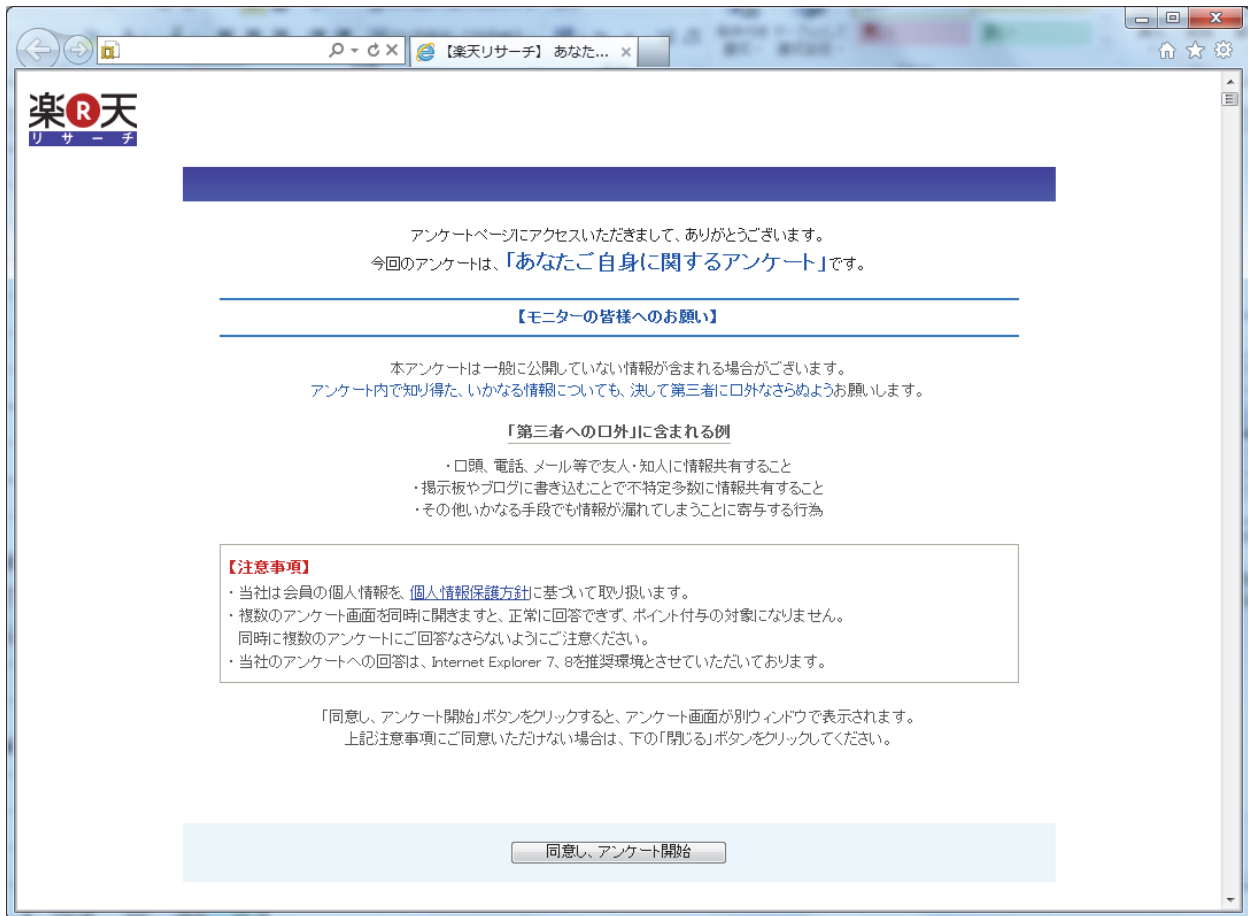 【楽天リサーチ】 あなた...
楽R天
リサーチ
アンケートページにアクセスいただきまして、ありがとうございます。
今回のアンケートは、「あなたご自身に関するアンケート」です。
【モニターの皆様へのお願い】
本アンケートは一般に公開していない情報が含まれる場合がございます。
アンケート内で知り得た、いかなる情報についても、決して第三者に口外なさらぬようお願いします。
「第三者への口外」に含まれる例
・口頭、電話、メール等で友人・知人に情報共有すること
・掲示板やブログに書き込むことで不特定多数に情報共有すること
・その他いかなる手段でも情報が漏れてしまうことに寄与する行為
【注意事項】
・当社は会員の個人情報を、個人情報保護方針に基づいて取り扱います。
・複数のアンケート画面を同時に開きますと、正常に回答できず、ポイント付与の対象になりません。
同時に複数のアンケートにご回答なさらないようにご注意ください。
・当社のアンケートへの回答は、Internet Explorer 7、8を推奨環境とさせていただいております。
「同意し、アンケート開始」ボタンをクリックすると、アンケート画面が別ウィンドウで表示されます。
上記注意事項にご同意いただけない場合は、下の「閉じる」ボタンをクリックしてください。
同意し、アンケート開始